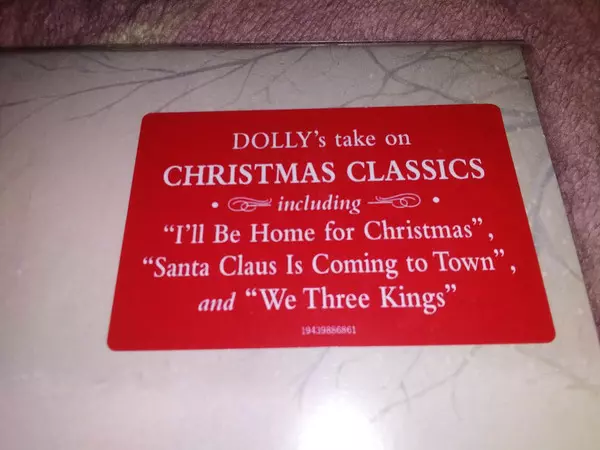 DOLLY's take on
CHRISTMAS CLASSICS
• including •
“I'll Be Home for Christmas”,
“Santa Claus Is Coming to Town”,
and “We Three Kings”
19439886861